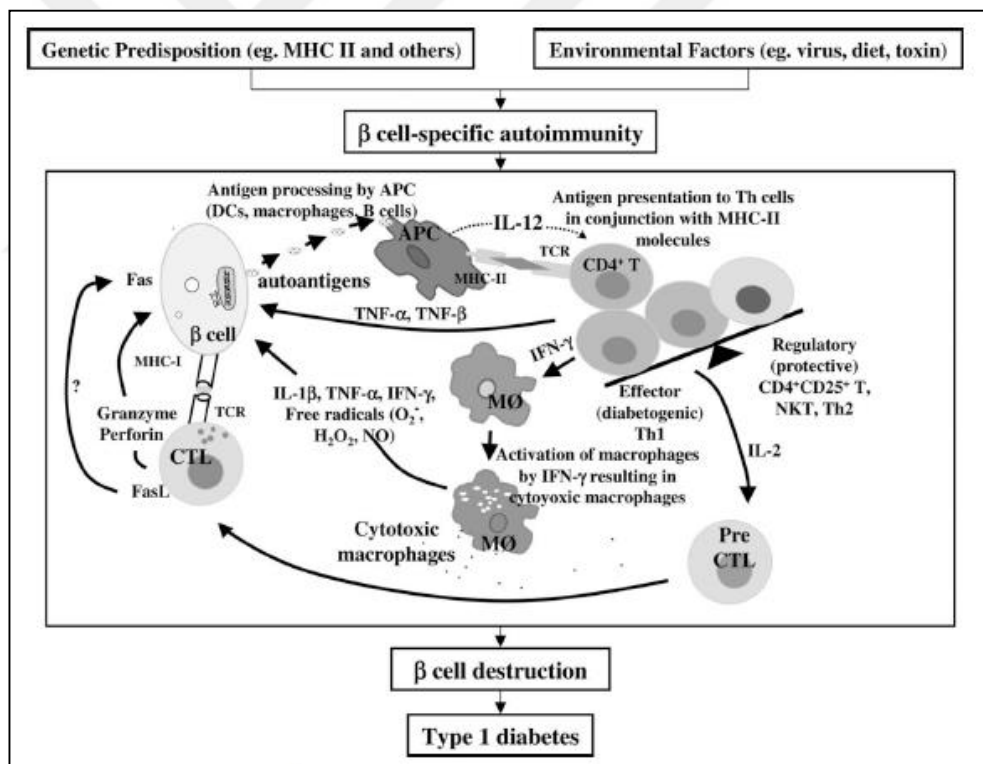 Genetic Predisposition (eg. MHC II and others)
Environmental Factors (eg. virus, diet, toxin)
β cell-specific autoimmunity
Antigen processing by APC
(DCs, macrophages, B cells)
Antigen presentation to Th cells
in conjunction with MHC-II
molecules
IL-12
APC
TCR
MHC-II
CD4⁺ T
Fas
autoantigens
β cell
TNF-α, TNF-β
MHC-I
IFN-γ
Regulatory
(protective)
CD4⁺CD25⁺ T,
NKT, Th2
?
IL-1β, TNF-α, IFN-γ,
Free radicals (O₂⁻,
H₂O₂, NO)
MØ
Effector
(diabetogenic)
Th1
Granzyme
Perforin
TCR
CTL
FasL
IL-2
Activation of macrophages
by IFN-γ resulting in
cytoyoxic macrophages
Cytotoxic
macrophages
MØ
Pre
CTL
β cell destruction
Type 1 diabetes